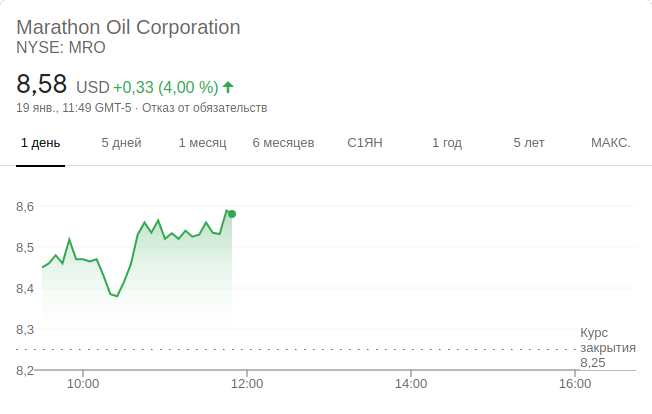 Marathon Oil Corporation
NYSE: MRO
8,58 USD +0,33 (4,00 %)
19 янв., 11:49 GMT-5 · Отказ от обязательств
1 день 5 дней 1 месяц 6 месяцев С1ЯН 1 год 5 лет МАКС.
8,6
8,5
8,4
8,3
Курс
закрытия
8,25
8,2
10:00 12:00 14:00 16:00